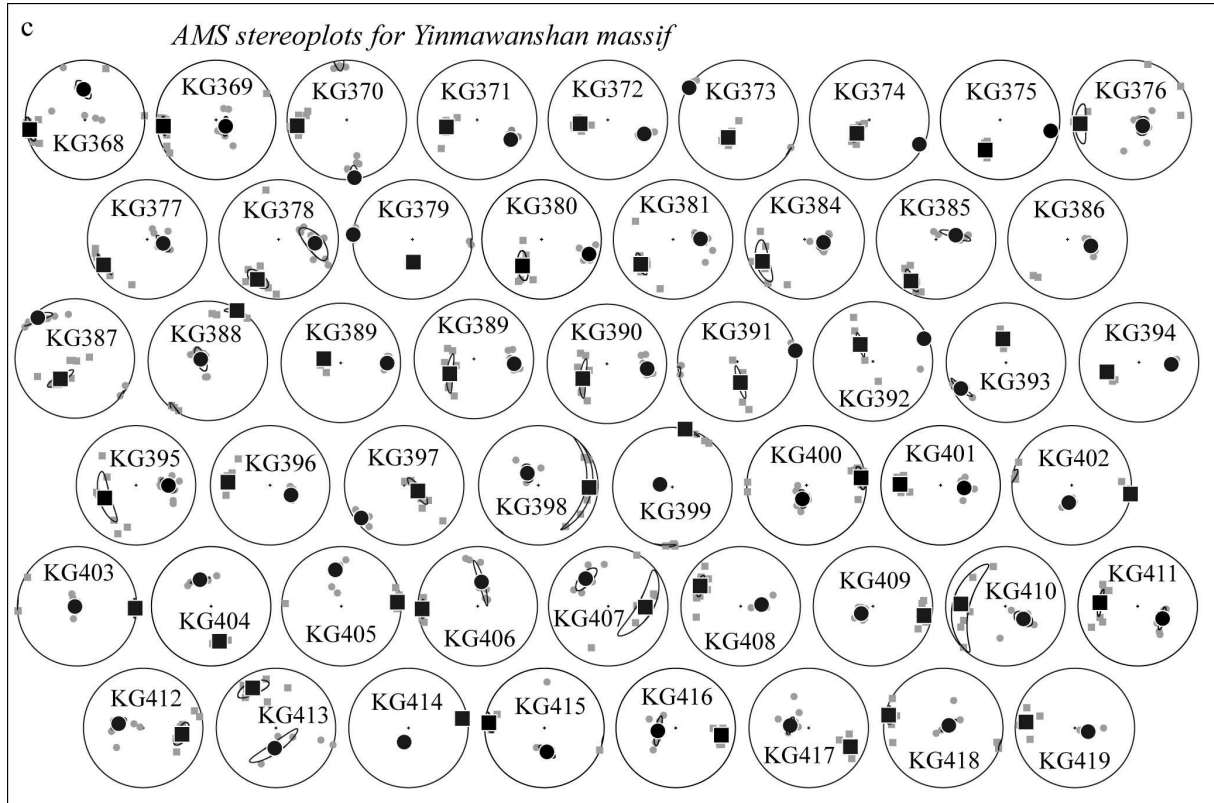 c
AMS stereoplots for Yinmawanshan massif
KG368 KG369 KG370 KG371 KG372 KG373 KG374 KG375 KG376
KG377 KG378 KG379 KG380 KG381 KG384 KG385 KG386
KG387 KG388 KG389 KG389 KG390 KG391 KG392 KG393 KG394
KG395 KG396 KG397 KG398 KG399 KG400 KG401 KG402
KG403 KG404 KG405 KG406 KG407 KG408 KG409 KG410 KG411
KG412 KG413 KG414 KG415 KG416 KG417 KG418 KG419